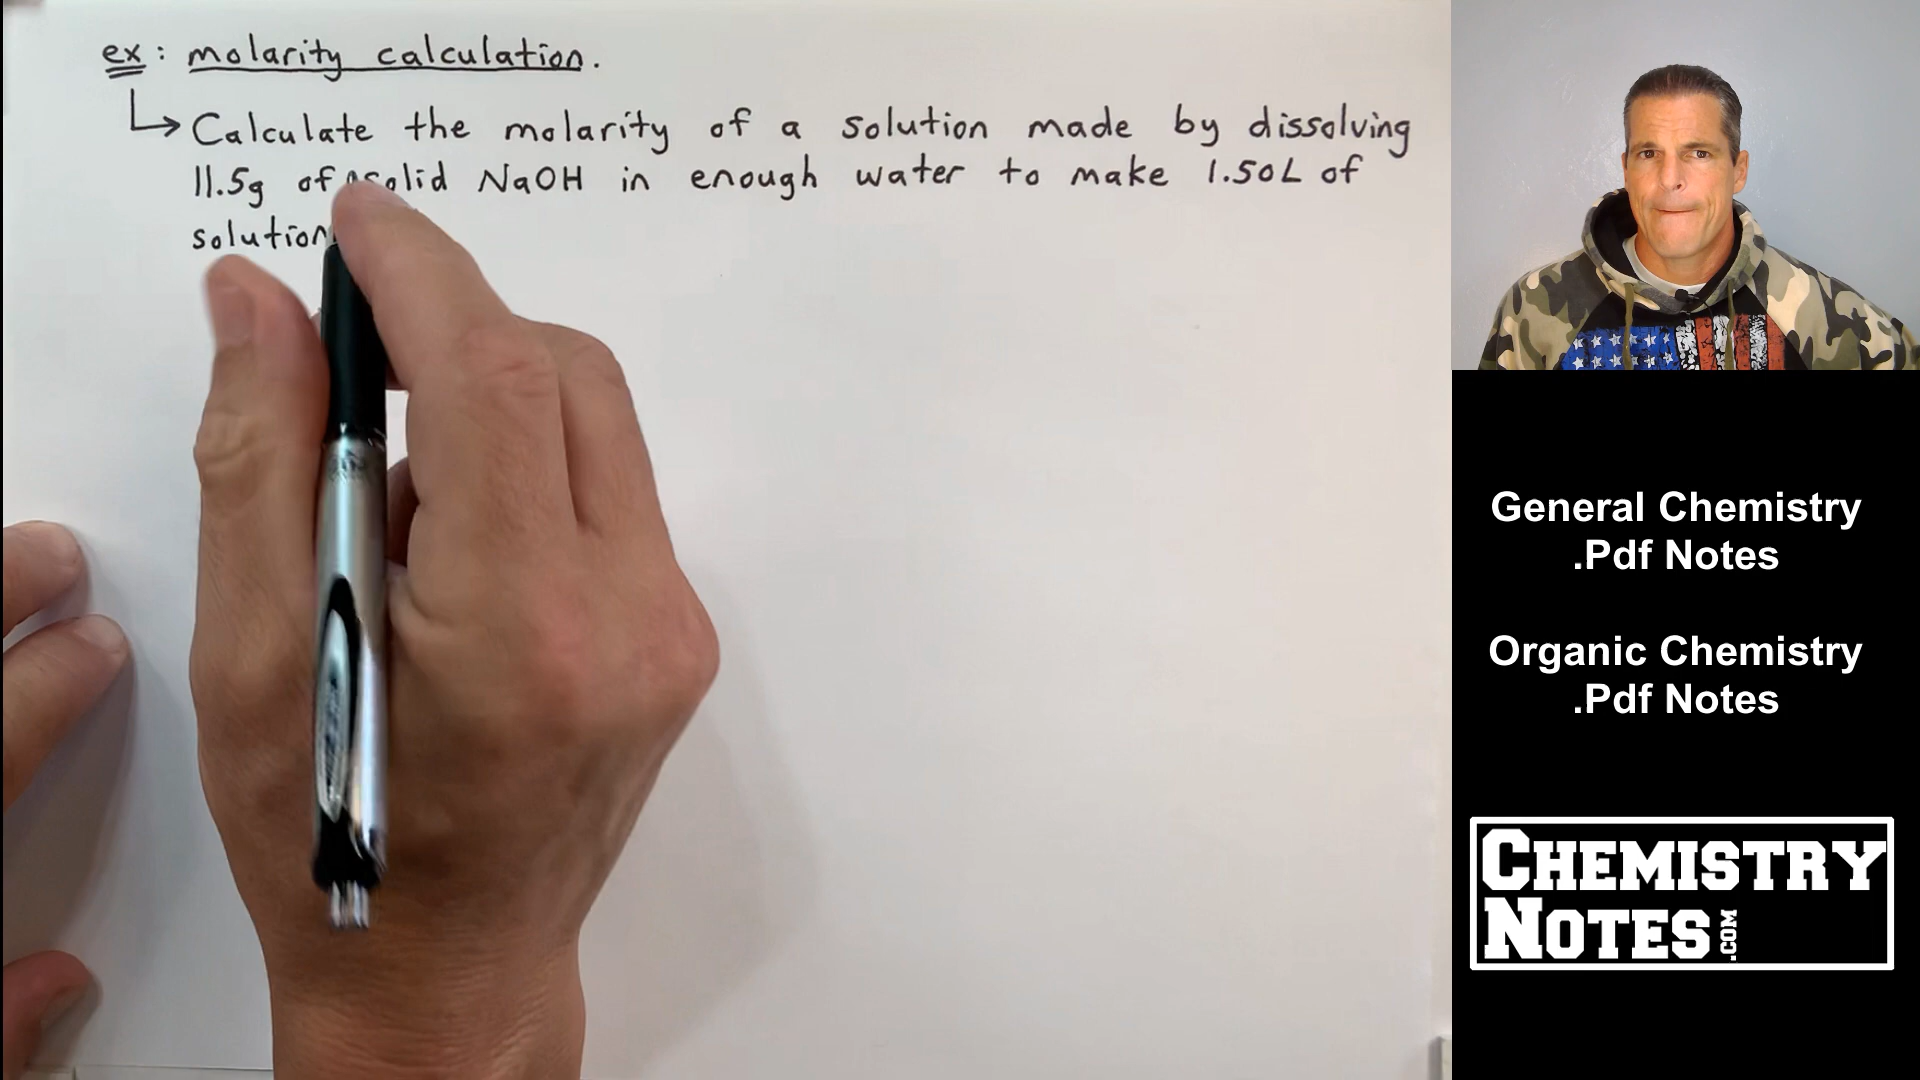 ex: molarity calculation.
↳ Calculate the molarity of a solution made by dissolving
11.5g of solid NaOH in enough water to make 1.50L of
solution
General Chemistry
.Pdf Notes
Organic Chemistry
.Pdf Notes
CHEMISTRY
NOTES.COM